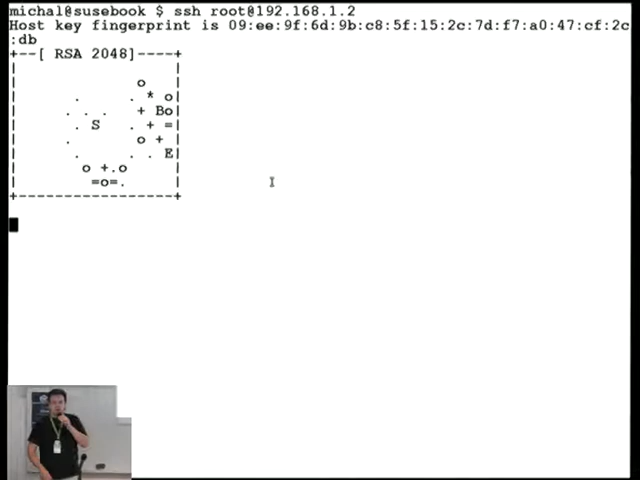 michal@susebook $ ssh root@192.168.1.2
Host key fingerprint is 09:ee:9f:6d:9b:c8:5f:15:2c:7d:f7:a0:47:cf:2c
:db
+--[ RSA 2048]----+
|                 |
|             o   |
|      .     . * o|
|     . . .   + Bo|
|      . S   . + =|
|     .       o + |
|      .     . . E|
|       o +.o     |
|        =o=.     |
+-----------------+